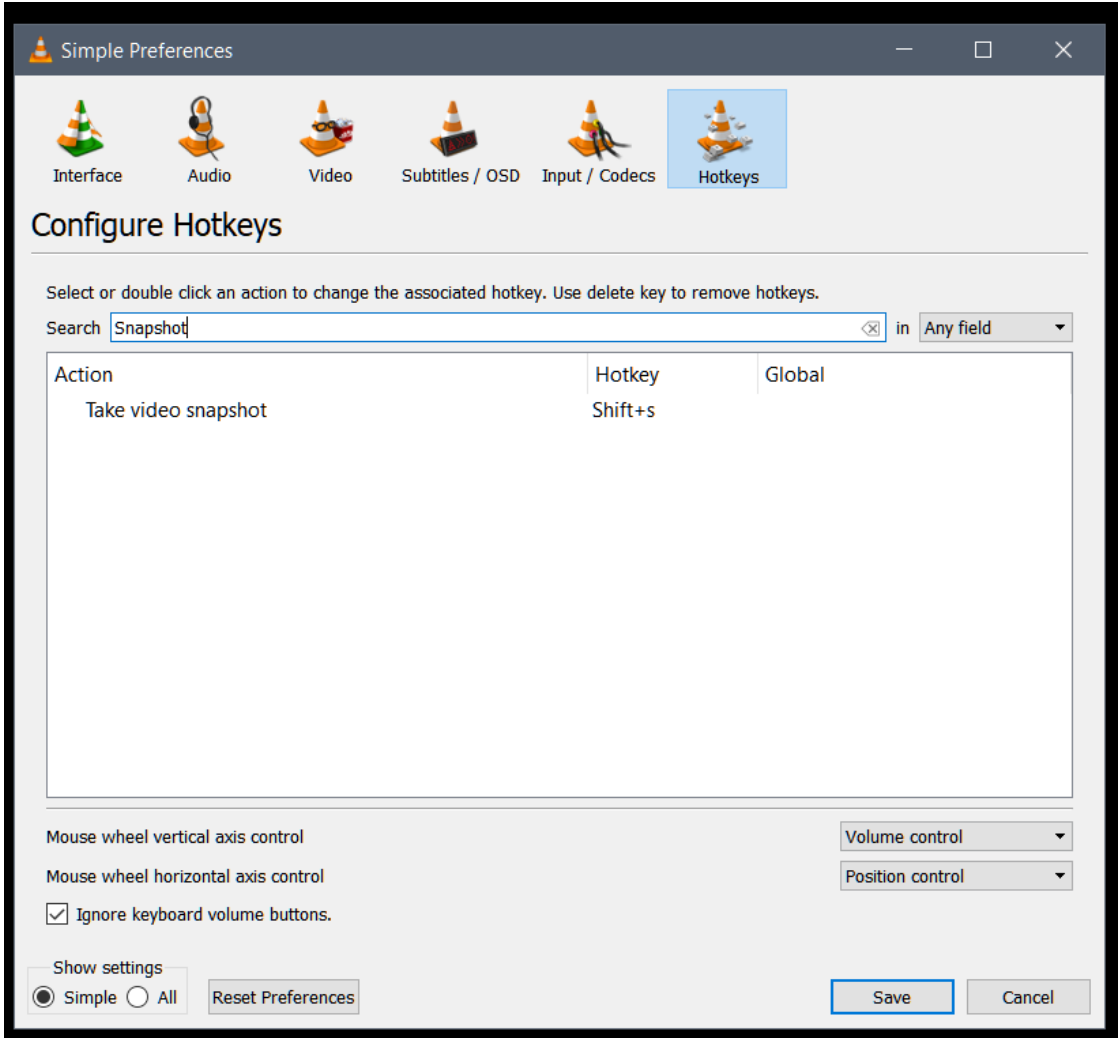 Simple Preferences
Interface Audio Video Subtitles / OSD Input / Codecs Hotkeys
Configure Hotkeys
Select or double click an action to change the associated hotkey. Use delete key to remove hotkeys.
Search Snapshot in Any field
Action Hotkey Global
Take video snapshot Shift+s
Mouse wheel vertical axis control Volume control
Mouse wheel horizontal axis control Position control
Ignore keyboard volume buttons.
Show settings
Simple All Reset Preferences Save Cancel